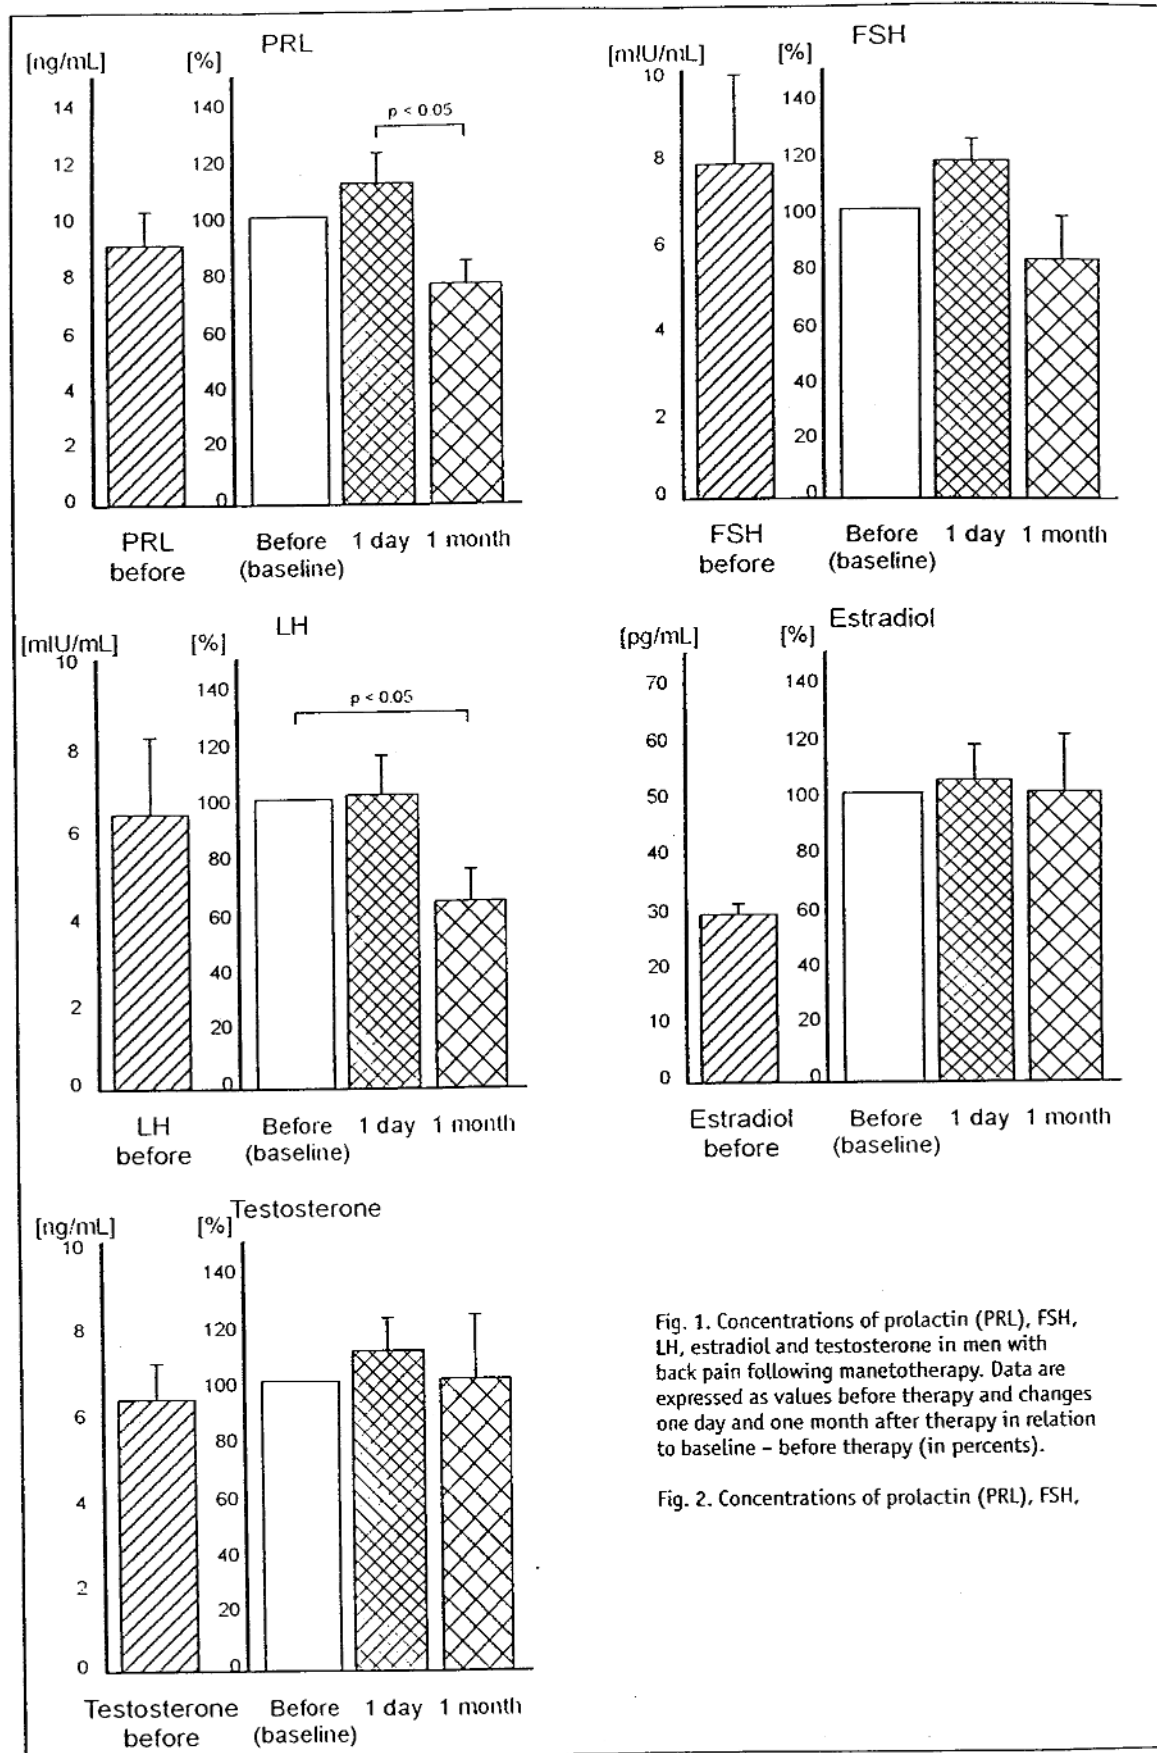 PRL
[ng/mL]
[%]
14
12
10
8
6
4
2
0
140
120
100
80
60
40
20
0
p < 0.05
PRL
before
Before
(baseline)
1 day
1 month
FSH
[mIU/mL]
[%]
10
8
6
4
2
0
140
120
100
80
60
40
20
0
FSH
before
Before
(baseline)
1 day
1 month
LH
[mIU/mL]
[%]
10
8
6
4
2
0
140
120
100
80
60
40
20
0
p < 0.05
LH
before
Before
(baseline)
1 day
1 month
Estradiol
[pg/mL]
[%]
70
60
50
40
30
20
10
0
140
120
100
80
60
40
20
0
Estradiol
before
Before
(baseline)
1 day
1 month
Testosterone
[ng/mL]
[%]
10
8
6
4
2
0
140
120
100
80
60
40
20
0
Testosterone
before
Before
(baseline)
1 day
1 month
Fig. 1. Concentrations of prolactin (PRL), FSH,
LH, estradiol and testosterone in men with
back pain following manetotherapy. Data are
expressed as values before therapy and changes
one day and one month after therapy in relation
to baseline – before therapy (in percents).
Fig. 2. Concentrations of prolactin (PRL), FSH,